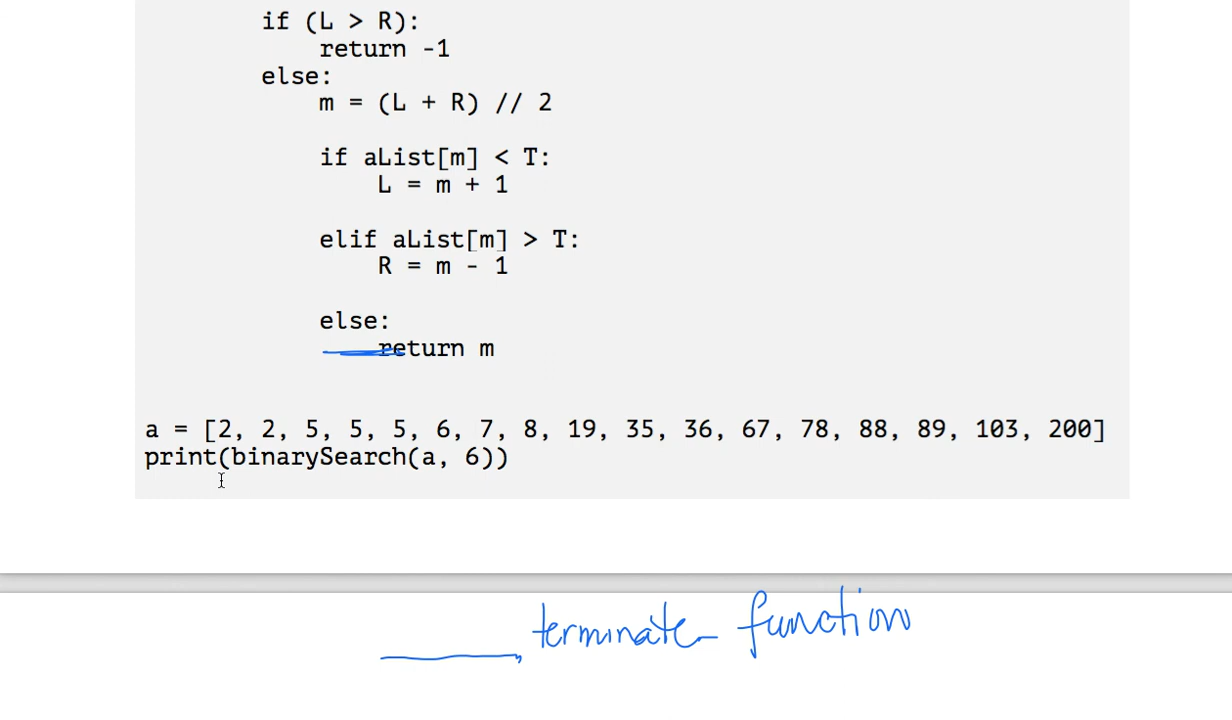 if (L > R):
return -1
else:
m = (L + R) // 2
if aList[m] < T:
L = m + 1
elif aList[m] > T:
R = m - 1
else:
return m
a = [2, 2, 5, 5, 5, 6, 7, 8, 19, 35, 36, 67, 78, 88, 89, 103, 200]
print(binarySearch(a, 6))
terminate function